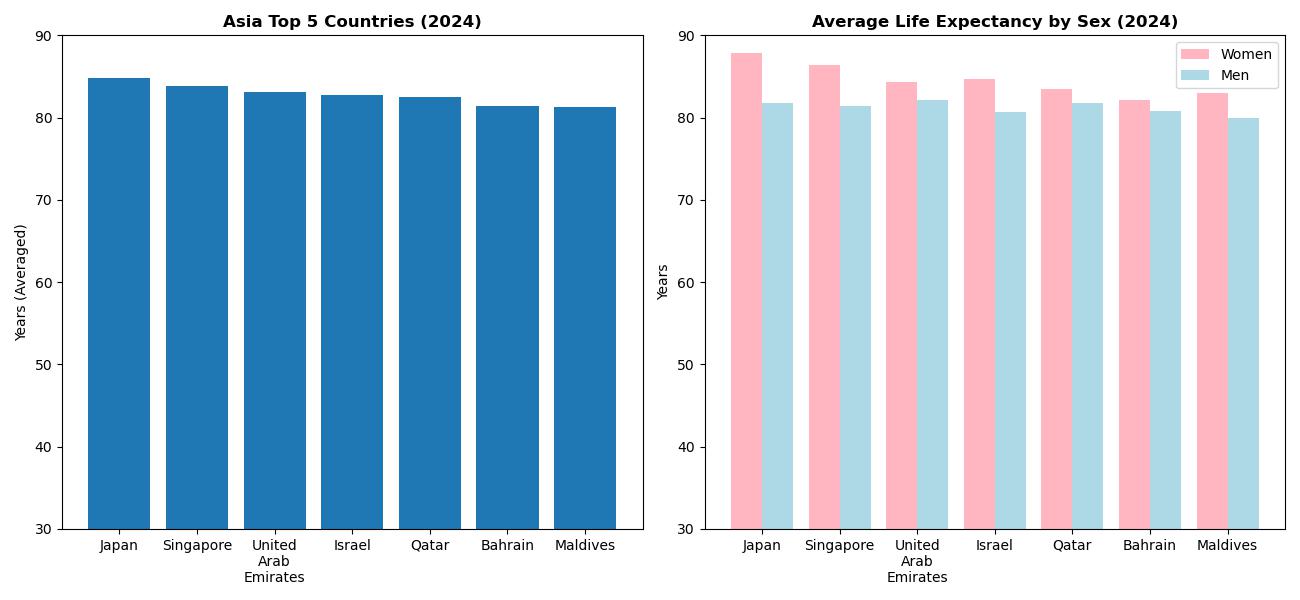 Asia Top 5 Countries (2024)
90
80
70
60
50
40
30
Years (Averaged)
Japan
Singapore
United
Arab
Emirates
Israel
Qatar
Bahrain
Maldives
Average Life Expectancy by Sex (2024)
Women
Men
90
80
70
60
50
40
30
Years
Japan
Singapore
United
Arab
Emirates
Israel
Qatar
Bahrain
Maldives